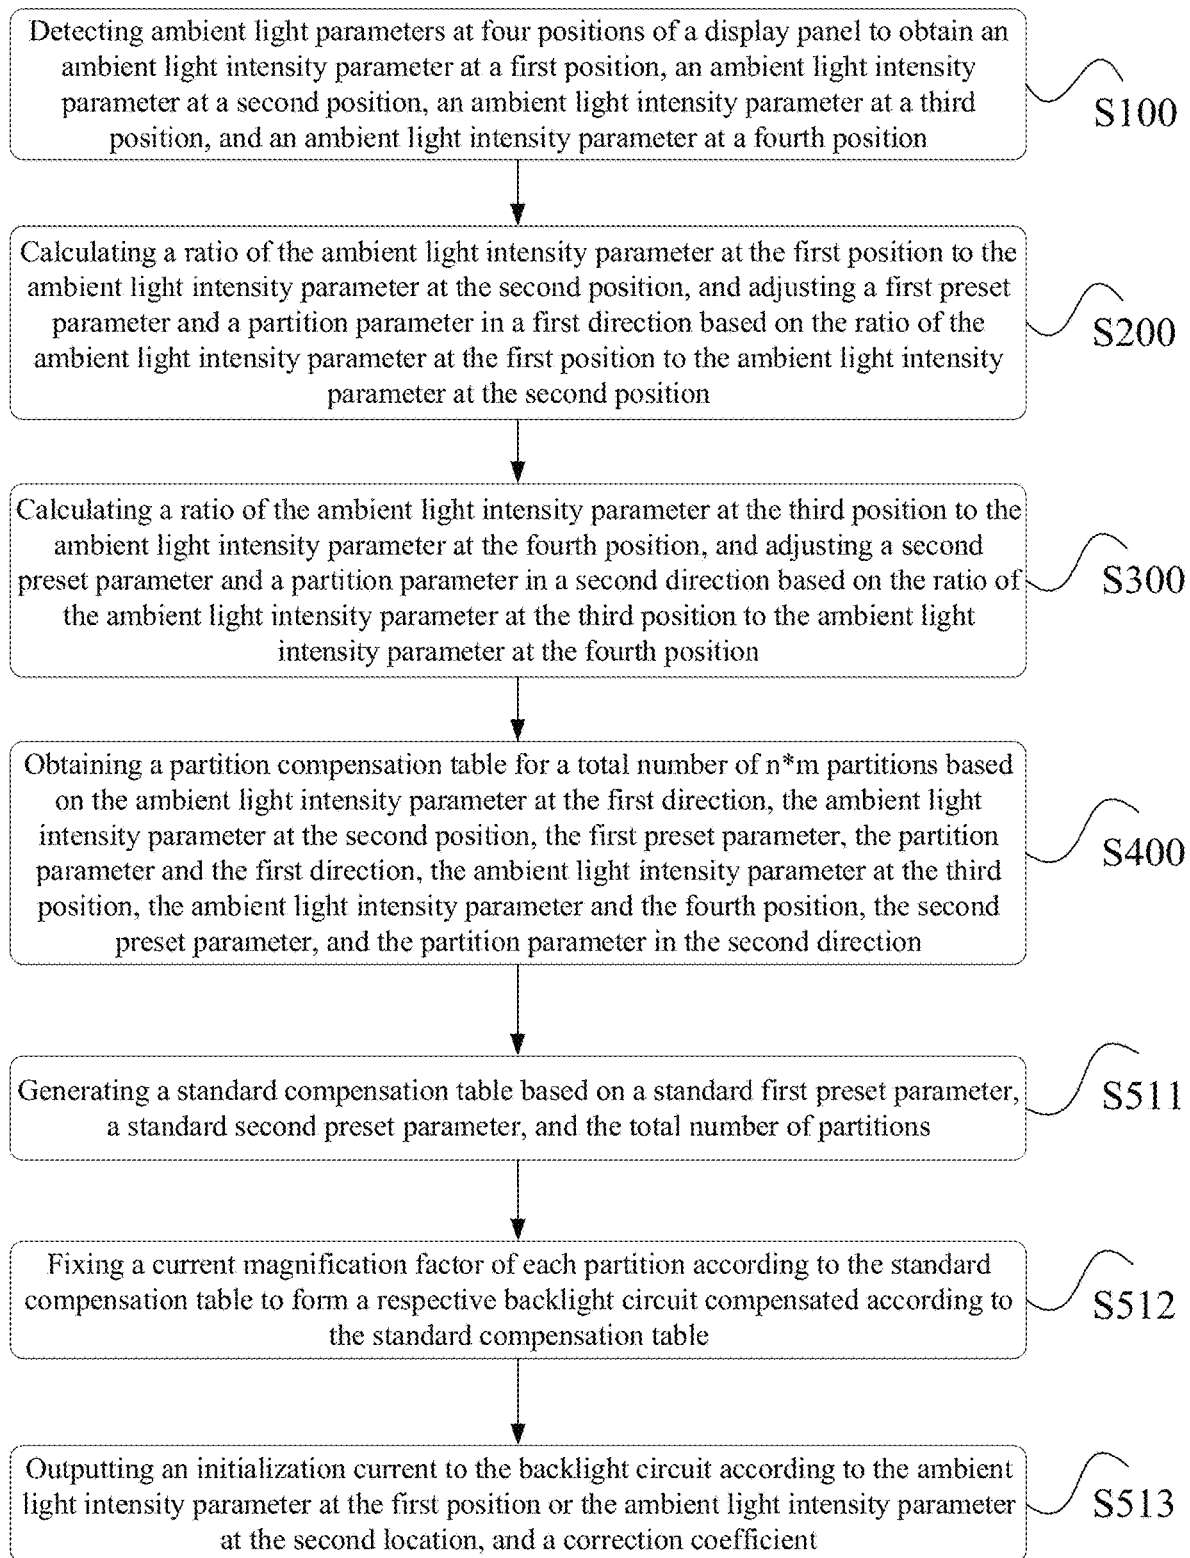 Detecting ambient light parameters at four positions of a display panel to obtain an
ambient light intensity parameter at a first position, an ambient light intensity
parameter at a second position, an ambient light intensity parameter at a third
position, and an ambient light intensity parameter at a fourth position
S100
Calculating a ratio of the ambient light intensity parameter at the first position to the
ambient light intensity parameter at the second position, and adjusting a first preset
parameter and a partition parameter in a first direction based on the ratio of the
ambient light intensity parameter at the first position to the ambient light intensity
parameter at the second position
S200
Calculating a ratio of the ambient light intensity parameter at the third position to the
ambient light intensity parameter at the fourth position, and adjusting a second
preset parameter and a partition parameter in a second direction based on the ratio of
the ambient light intensity parameter at the third position to the ambient light
intensity parameter at the fourth position
S300
Obtaining a partition compensation table for a total number of n*m partitions based
on the ambient light intensity parameter at the first direction, the ambient light
intensity parameter at the second position, the first preset parameter, the partition
parameter and the first direction, the ambient light intensity parameter at the third
position, the ambient light intensity parameter and the fourth position, the second
preset parameter, and the partition parameter in the second direction
S400
Generating a standard compensation table based on a standard first preset parameter,
a standard second preset parameter, and the total number of partitions
S511
Fixing a current magnification factor of each partition according to the standard
compensation table to form a respective backlight circuit compensated according to
the standard compensation table
S512
Outputting an initialization current to the backlight circuit according to the ambient
light intensity parameter at the first position or the ambient light intensity parameter
at the second location, and a correction coefficient
S513